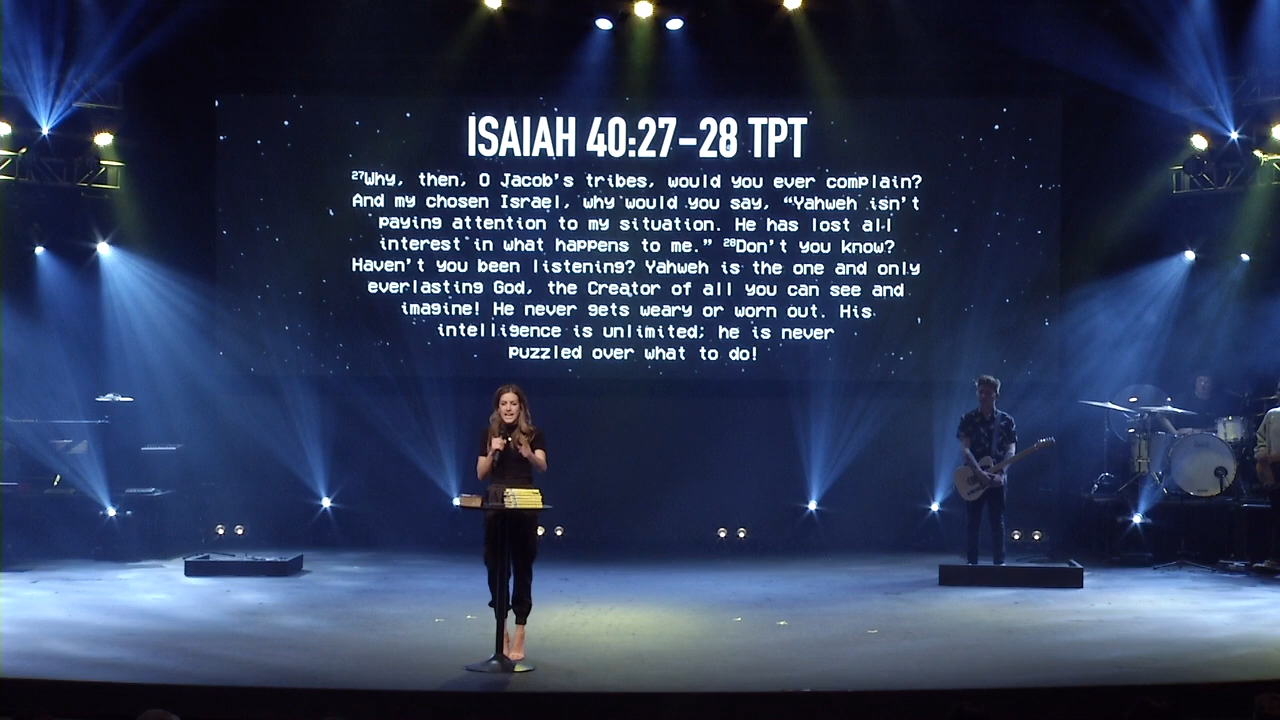 ISAIAH 40:27-28 TPT
²⁷Why, then, O Jacob's tribes, would you ever complain?
And my chosen Israel, why would you say, “Yahweh isn't
paying attention to my situation. He has lost all
interest in what happens to me.” ²⁸Don't you know?
Haven't you been listening? Yahweh is the one and only
everlasting God, the Creator of all you can see and
imagine! He never gets weary or worn out. His
intelligence is unlimited; he is never
puzzled over what to do!